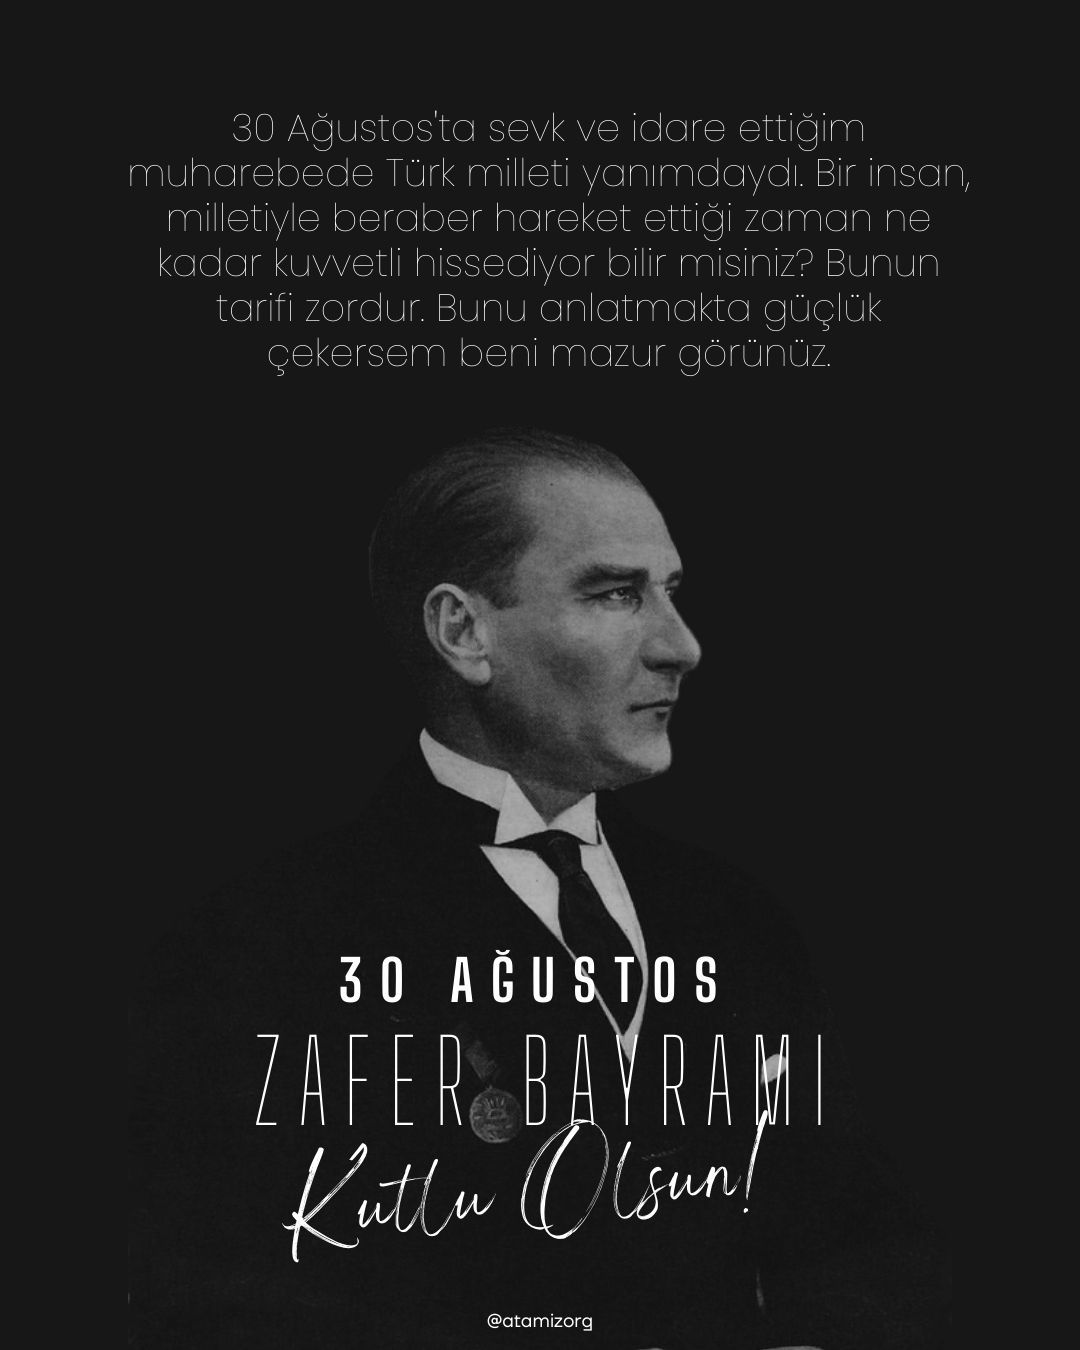 30 Ağustos'ta sevk ve idare ettiğim
muharebede Türk milleti yanımdaydı. Bir insan,
milletiyle beraber hareket ettiği zaman ne
kadar kuvvetli hissediyor bilir misiniz? Bunun
tarifi zordur. Bunu anlatmakta güçlük
çekersem beni mazur görünüz.
30 AĞUSTOS
ZAFER BAYRAMI
Kutlu Olsun!
@atamizorg